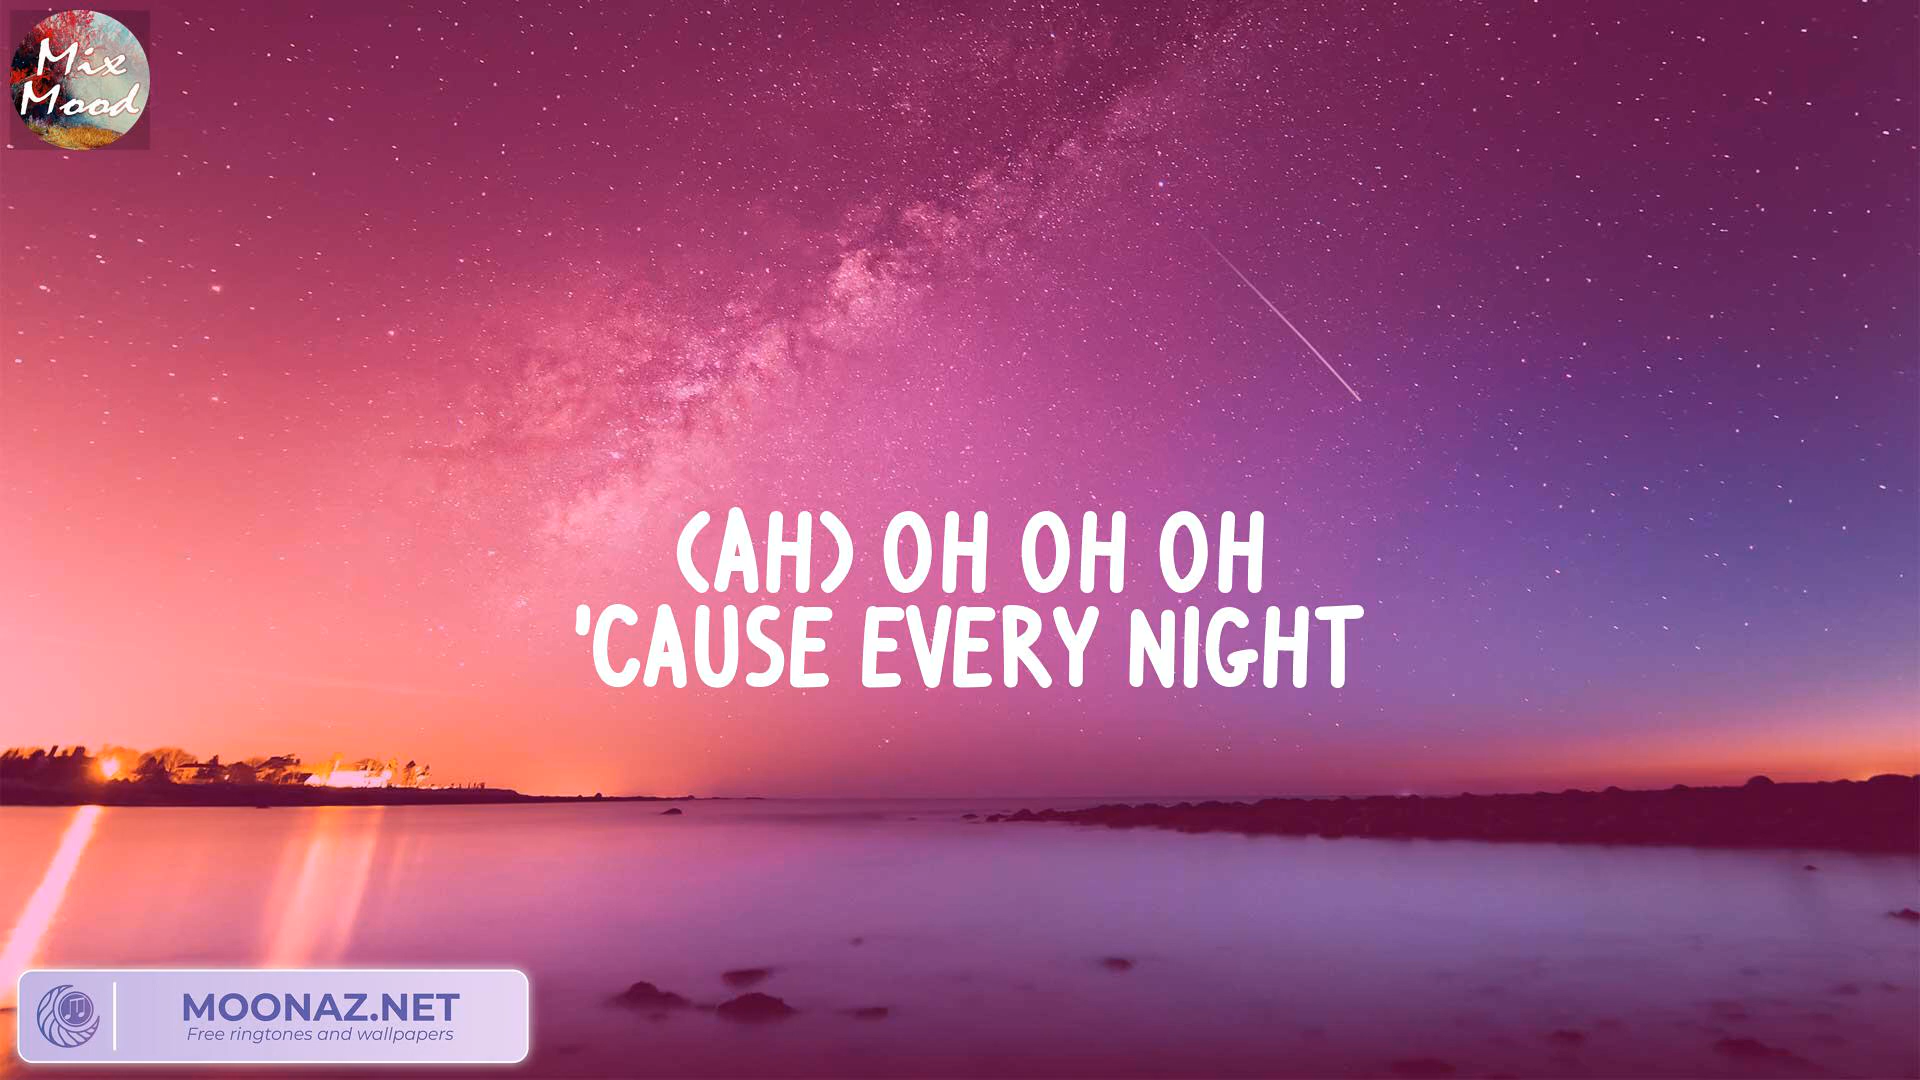 Mix
Mood
(AH) OH OH OH
'CAUSE EVERY NIGHT
MOONAZ.NET
Free ringtones and wallpapers